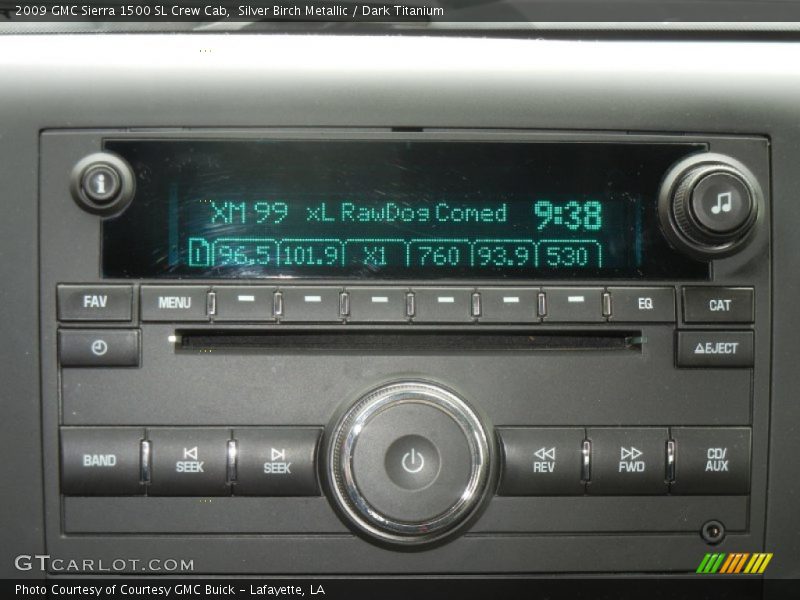 2009 GMC Sierra 1500 SL Crew Cab,  Silver Birch Metallic / Dark Titanium
i
XM 99 xL RawDog Comed 9:38
1 96.5 101.9 X1 760 93.9 530
FAV MENU EQ CAT
EJECT
BAND SEEK SEEK REV FWD CD/
AUX
GTCARLOT.COM
Photo Courtesy of Courtesy GMC Buick - Lafayette, LA